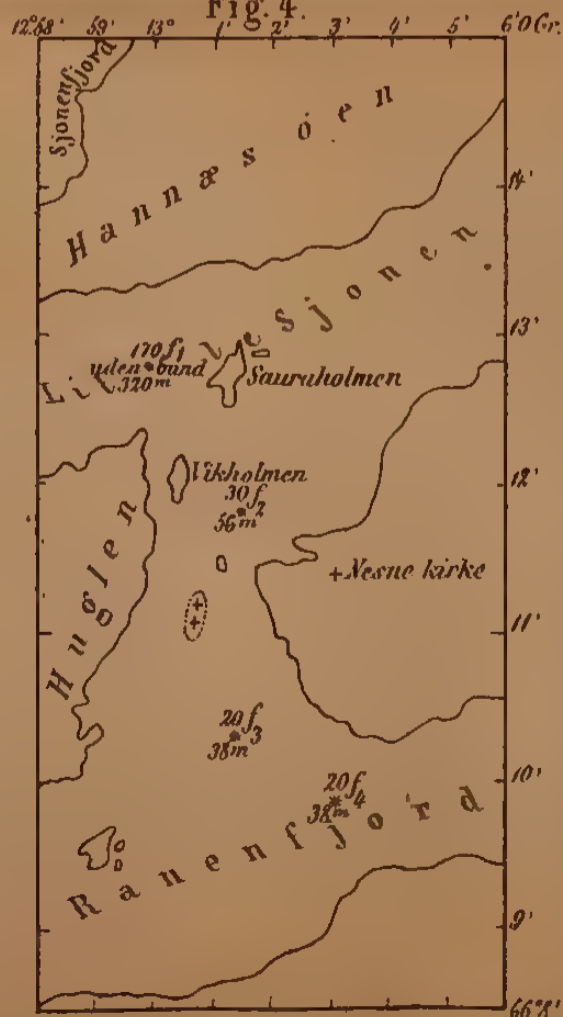 Fig. 4.
12°58' 59' 13° 1' 2' 3' 4' 5' 6' O Gr.
Sjonenfjord
Hannæs öen
14'
Lille Sjonen
13'
170 f 1
uden bund
320 m
Sauraholmen
12'
Vikholmen
30 f
2
56 m
Huglen
+Nesne kirke
11'
20 f
3
38 m
10'
20 f
4
38 m
Ranenfjord
9'
66°8'